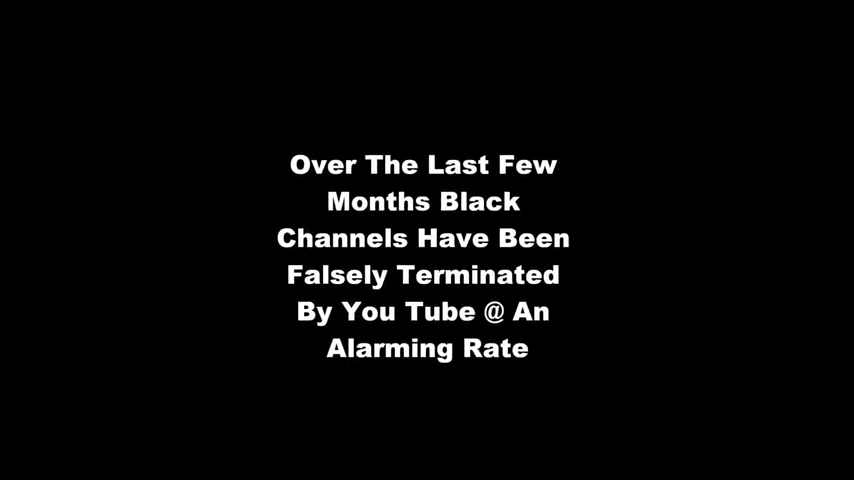 Over The Last Few
Months Black
Channels Have Been
Falsely Terminated
By You Tube @ An
Alarming Rate